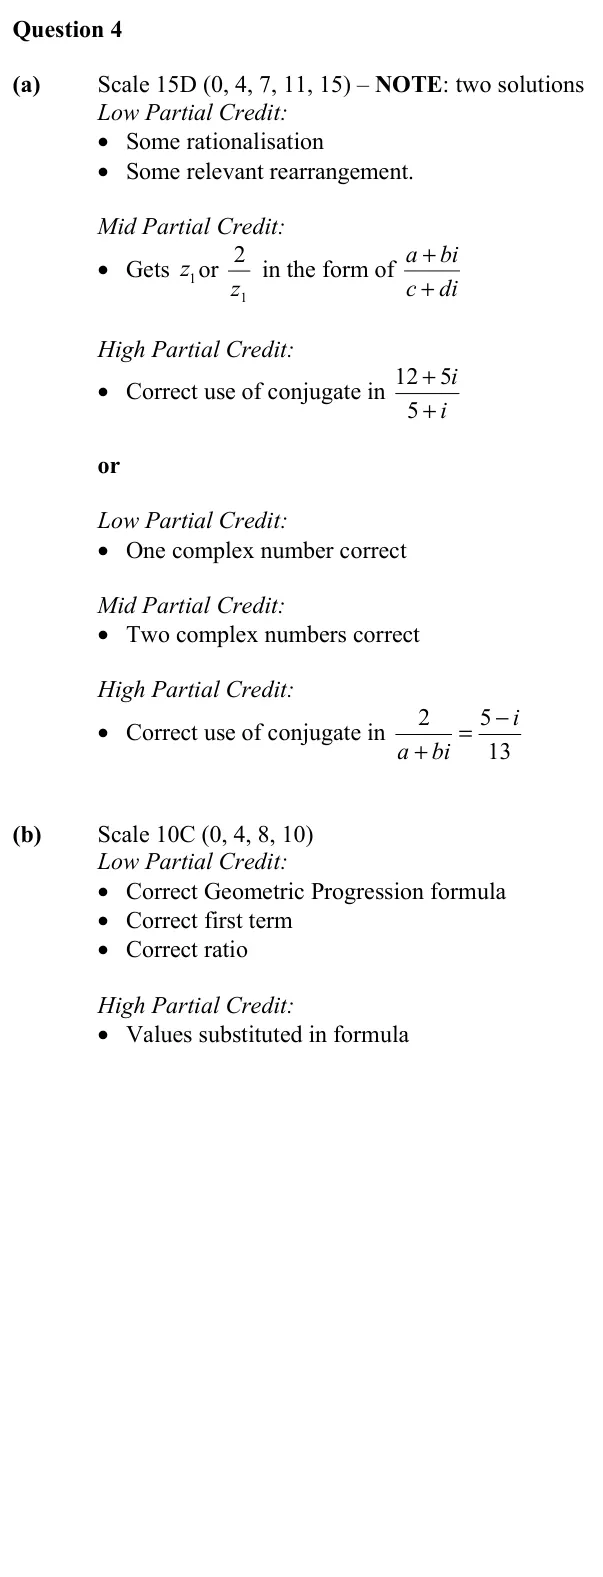 Question 4
(a) Scale 15D (0, 4, 7, 11, 15) – NOTE: two solutions
Low Partial Credit:
• Some rationalisation
• Some relevant rearrangement.
Mid Partial Credit:
• Gets z₁ or 2/z₁ in the form of (a + bi)/(c + di)
High Partial Credit:
• Correct use of conjugate in (12 + 5i)/(5 + i)
or
Low Partial Credit:
• One complex number correct
Mid Partial Credit:
• Two complex numbers correct
High Partial Credit:
• Correct use of conjugate in 2/(a + bi) = (5 − i)/13
(b) Scale 10C (0, 4, 8, 10)
Low Partial Credit:
• Correct Geometric Progression formula
• Correct first term
• Correct ratio
High Partial Credit:
• Values substituted in formula